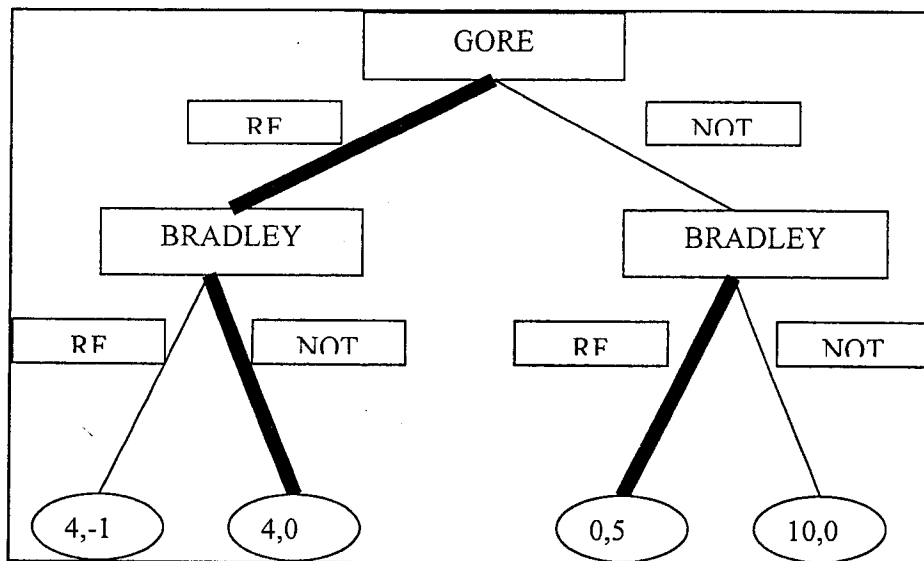 GORE
RE NOT
BRADLEY BRADLEY
RE NOT RE NOT
4,-1 4,0 0,5 10,0